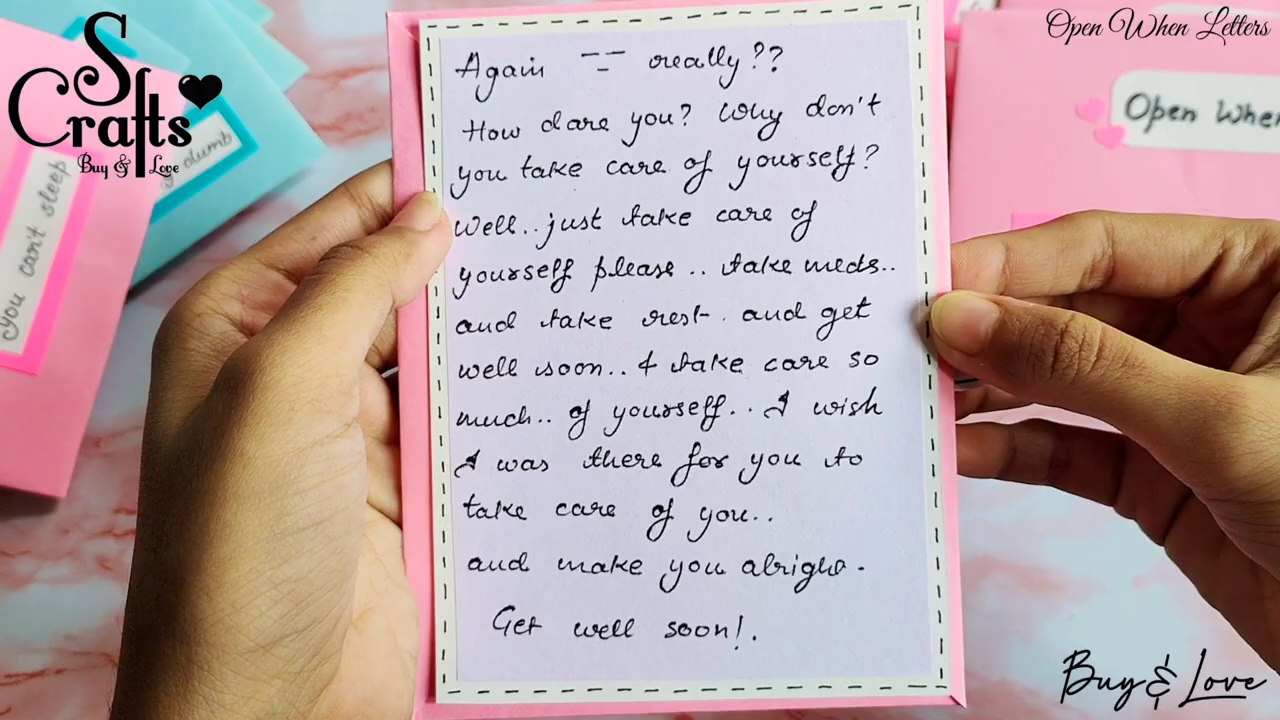 S
Crafts
Buy & Love
Open When Letters
you can't sleep
dumb
Open When
Again -_- really??
How dare you? Why don't
you take care of yourself?
Well.. just take care of
yourself please .. take meds..
and take rest. and get
well soon.. & take care so
much.. of yourself.. I wish
I was there for you to
take care of you..
and make you alright.
Get well soon!.
Buy & Love